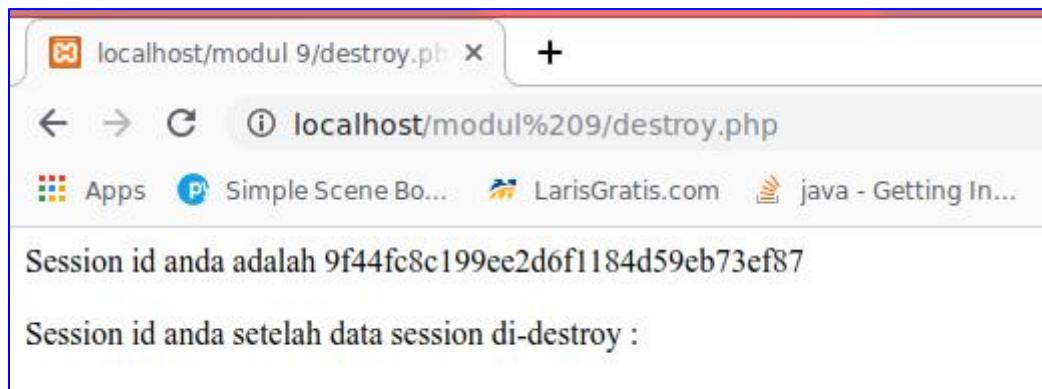 localhost/modul 9/destroy.ph
localhost/modul%209/destroy.php
Apps Simple Scene Bo... LarisGratis.com java - Getting In...
Session id anda adalah 9f44fc8c199ee2d6f1184d59eb73ef87
Session id anda setelah data session di-destroy :